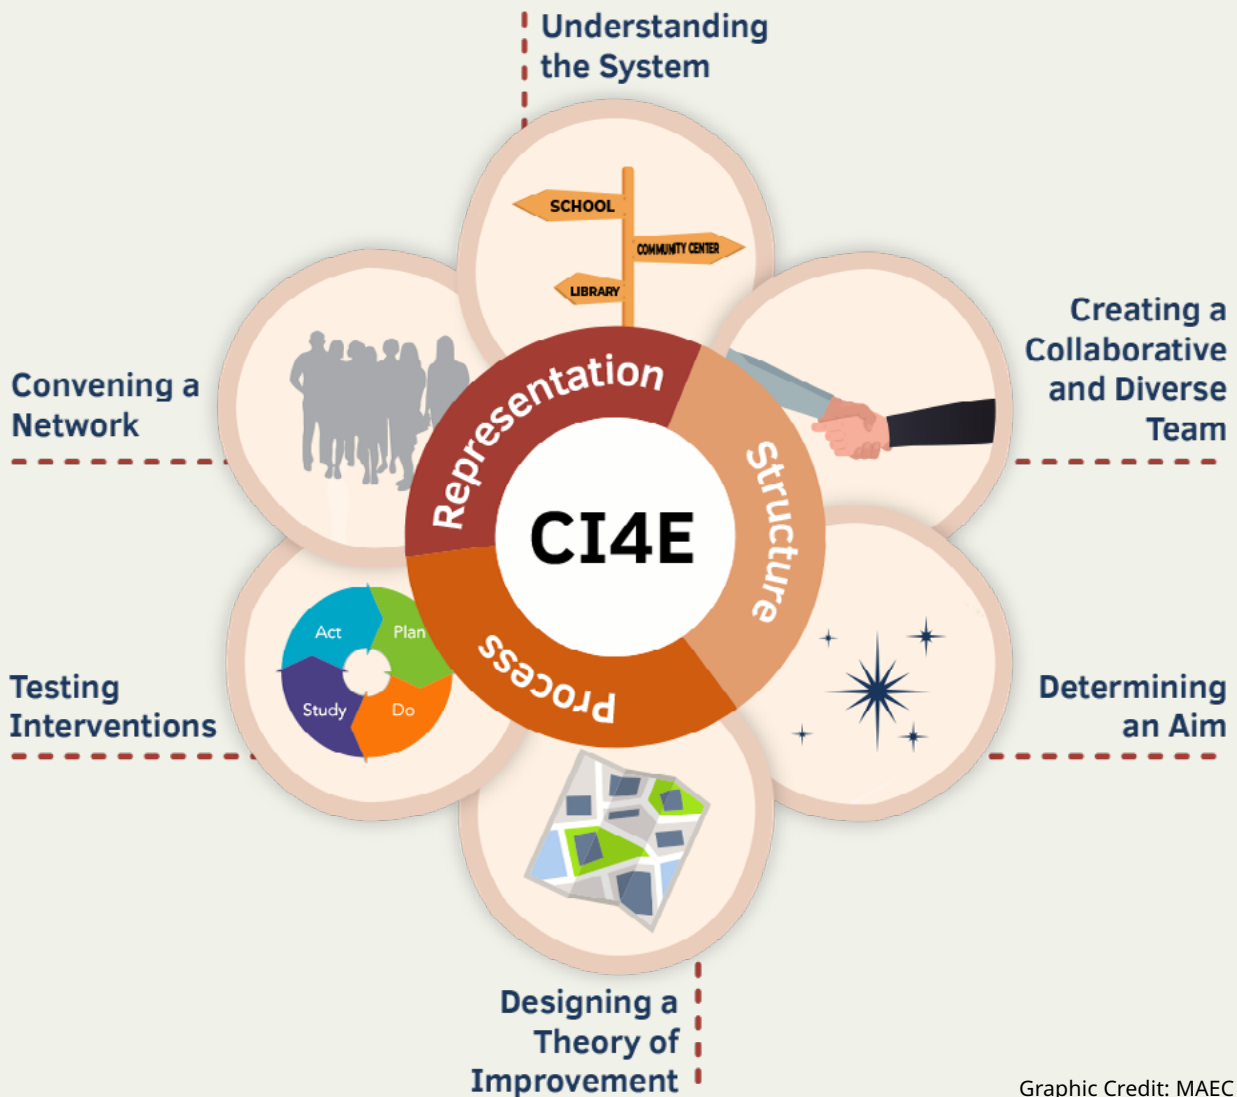 Understanding
the System
SCHOOL
COMMUNITY CENTER
LIBRARY
Creating a
Collaborative
and Diverse
Team
Convening a
Network
Representation
Structure
CI4E
Process
Act
Plan
Study
Do
Testing
Interventions
Determining
an Aim
Designing a
Theory of
Improvement
Graphic Credit: MAEC